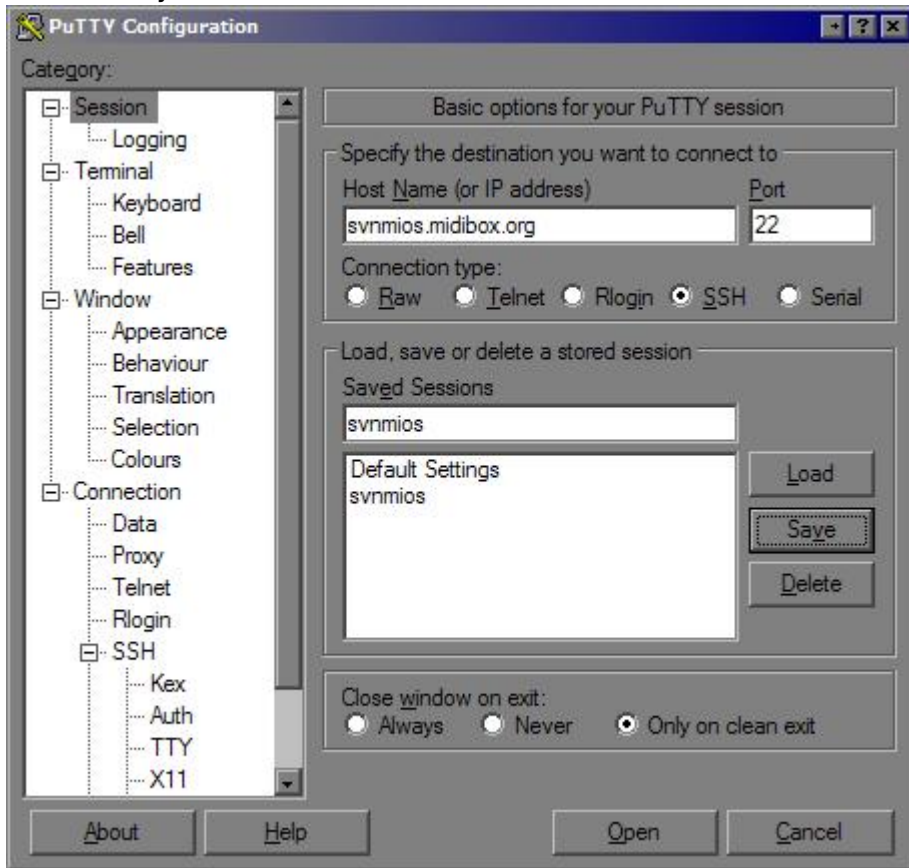 PuTTY Configuration
Category:
Session
Logging
Terminal
Keyboard
Bell
Features
Window
Appearance
Behaviour
Translation
Selection
Colours
Connection
Data
Proxy
Telnet
Rlogin
SSH
Kex
Auth
TTY
X11
Basic options for your PuTTY session
Specify the destination you want to connect to
Host Name (or IP address) Port
svnmios.midibox.org 22
Connection type:
Raw Telnet Rlogin SSH Serial
Load, save or delete a stored session
Saved Sessions
svnmios
Default Settings
svnmios
Load
Save
Delete
Close window on exit:
Always Never Only on clean exit
About Help Open Cancel